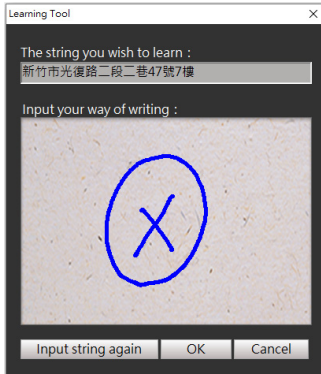 Learning Tool
The string you wish to learn：
新竹市光復路二段二巷47號7樓
Input your way of writing：
Input string again OK Cancel